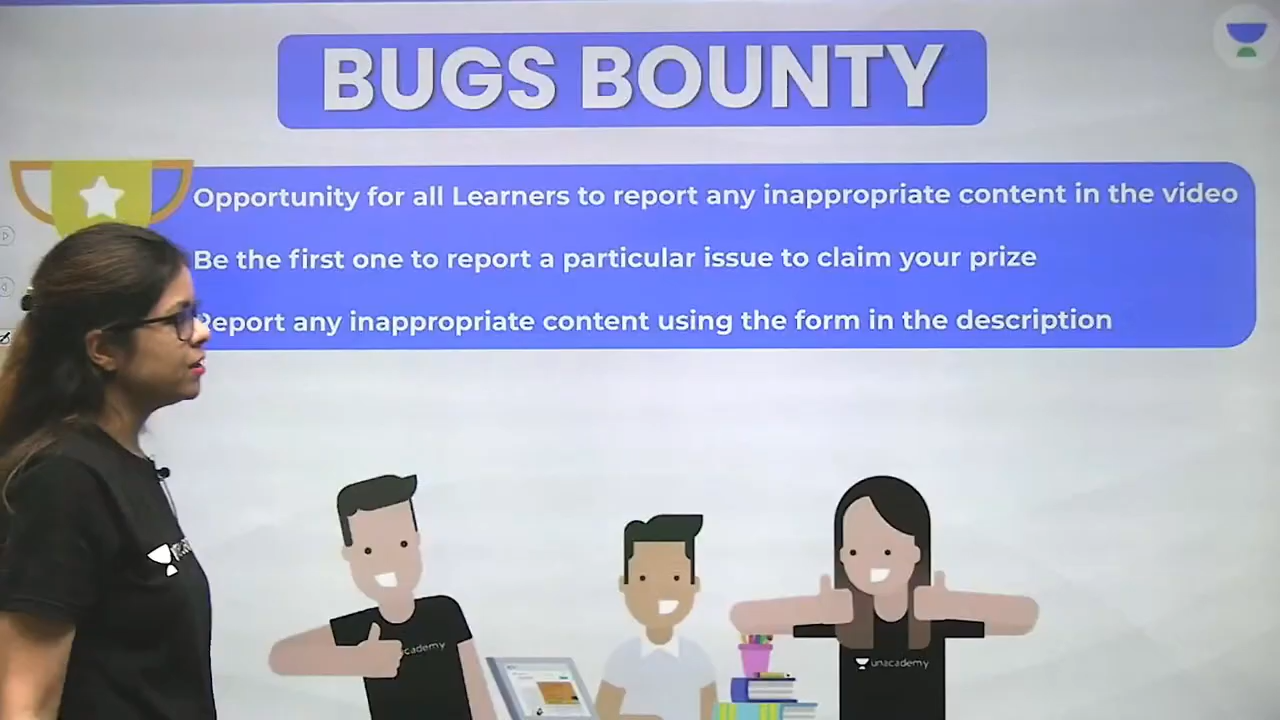 BUGS BOUNTY
Opportunity for all Learners to report any inappropriate content in the video
Be the first one to report a particular issue to claim your prize
Report any inappropriate content using the form in the description
unacademy